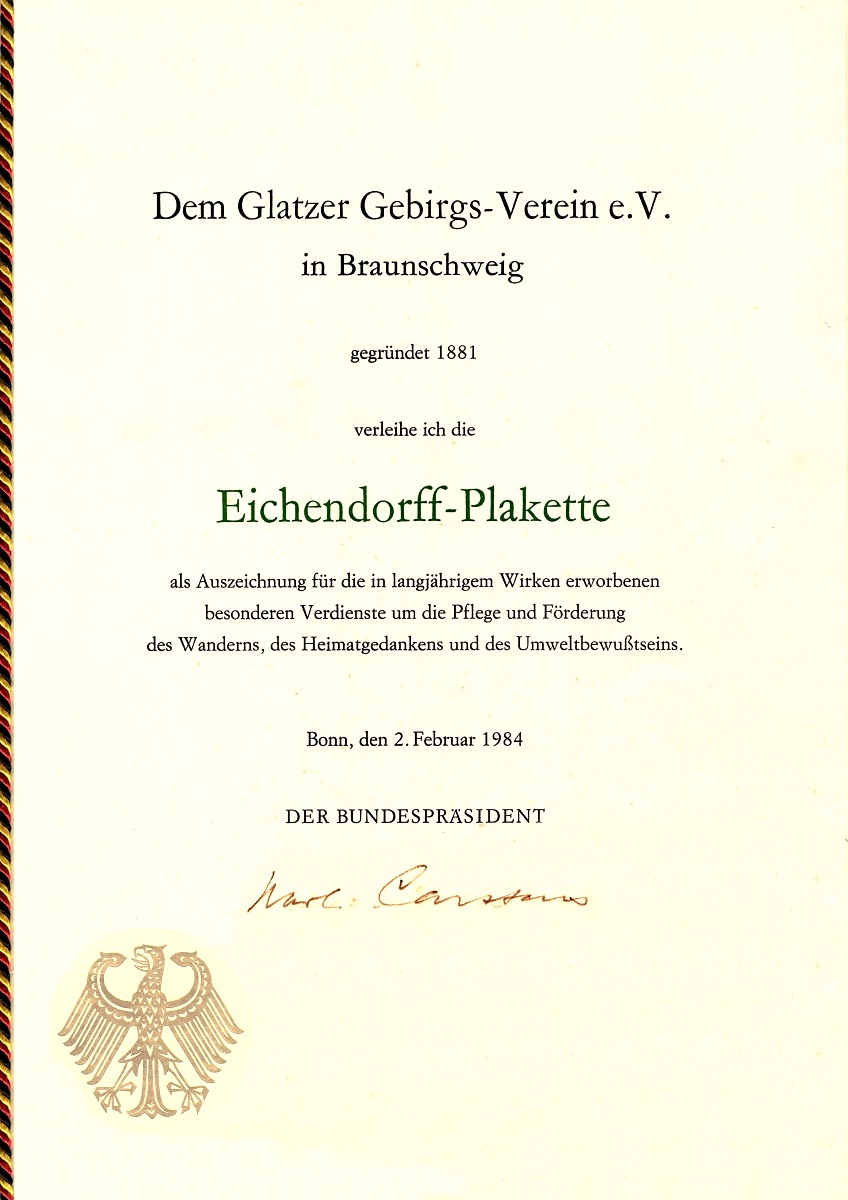 Dem Glatzer Gebirgs-Verein e.V.
in Braunschweig
gegründet 1881
verleihe ich die
Eichendorff-Plakette
als Auszeichnung für die in langjährigem Wirken erworbenen
besonderen Verdienste um die Pflege und Förderung
des Wanderns, des Heimatgedankens und des Umweltbewußtseins.
Bonn, den 2. Februar 1984
DER BUNDESPRÄSIDENT
Karl Carstens